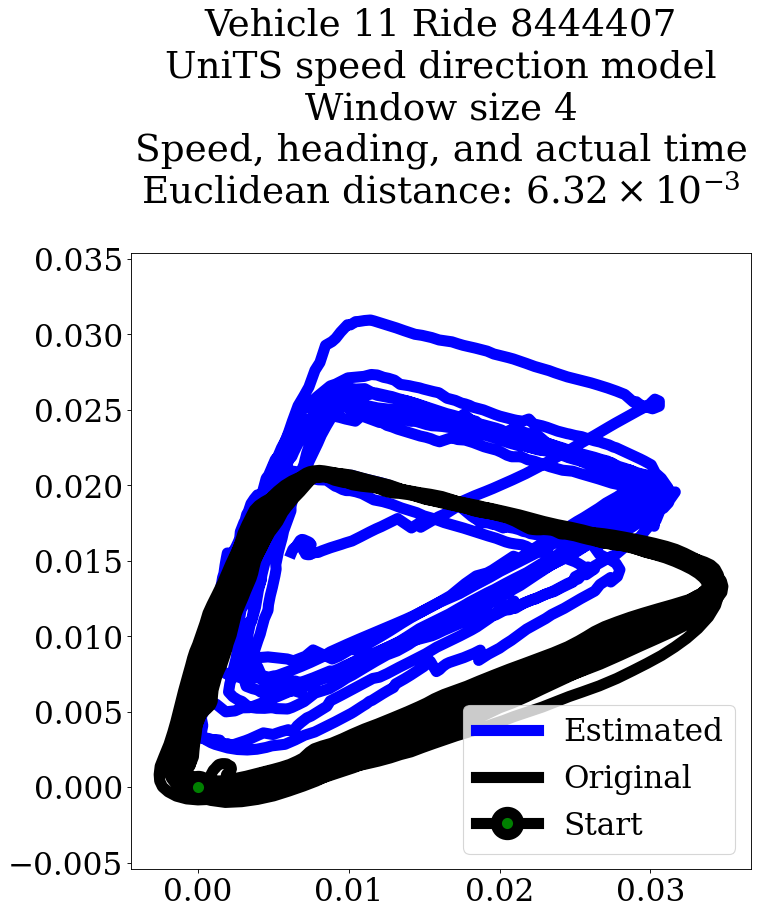 Vehicle 11 Ride 8444407
UniTS speed direction model
Window size 4
Speed, heading, and actual time
Euclidean distance: 6.32 × 10⁻³
0.035
0.030
0.025
0.020
0.015
0.010
0.005
0.000
−0.005
0.00 0.01 0.02 0.03
Estimated
Original
Start